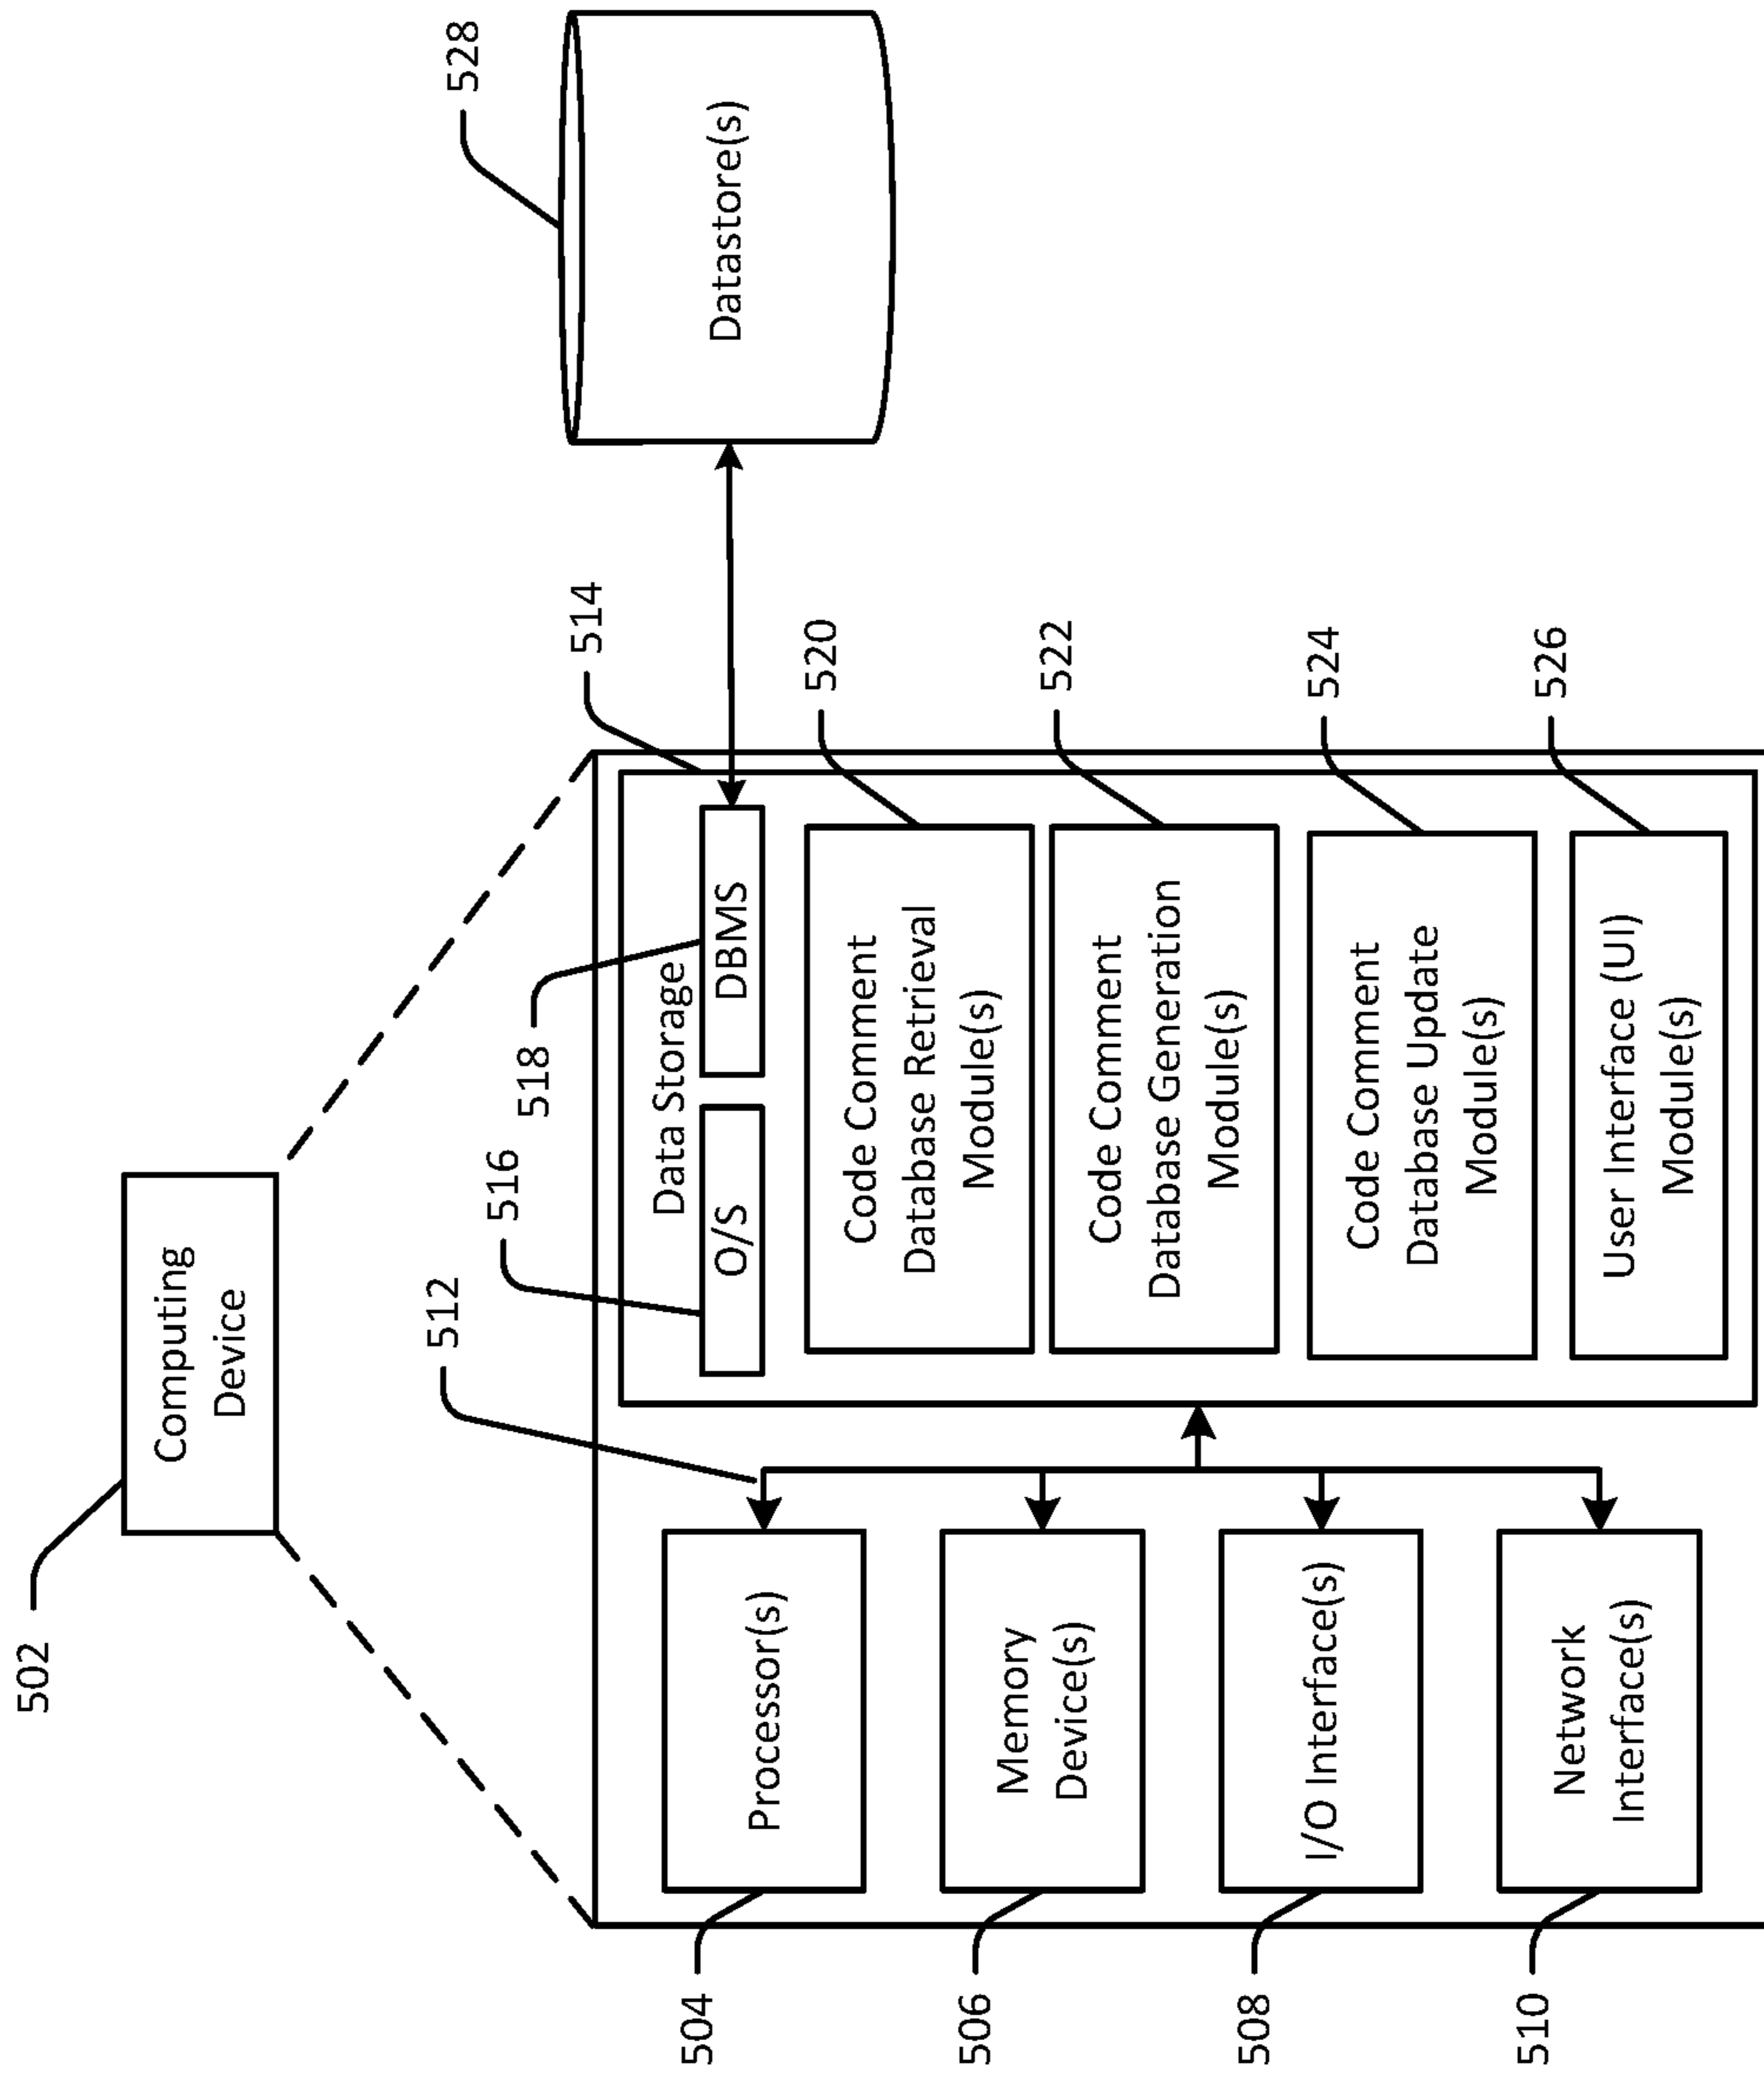 502
Computing
Device
528
Datastore(s)
512
516
518
514
Data Storage
O/S
DBMS
504
Processor(s)
Code Comment
Database Retrieval
Module(s)
520
506
Memory
Device(s)
Code Comment
Database Generation
Module(s)
522
508
I/O Interface(s)
Code Comment
Database Update
Module(s)
524
510
Network
Interface(s)
User Interface (UI)
Module(s)
526